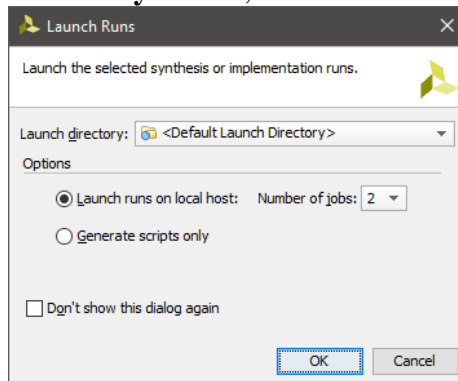 Launch Runs
Launch the selected synthesis or implementation runs.
Launch directory: <Default Launch Directory>
Options
Launch runs on local host: Number of jobs: 2
Generate scripts only
Don't show this dialog again
OK Cancel